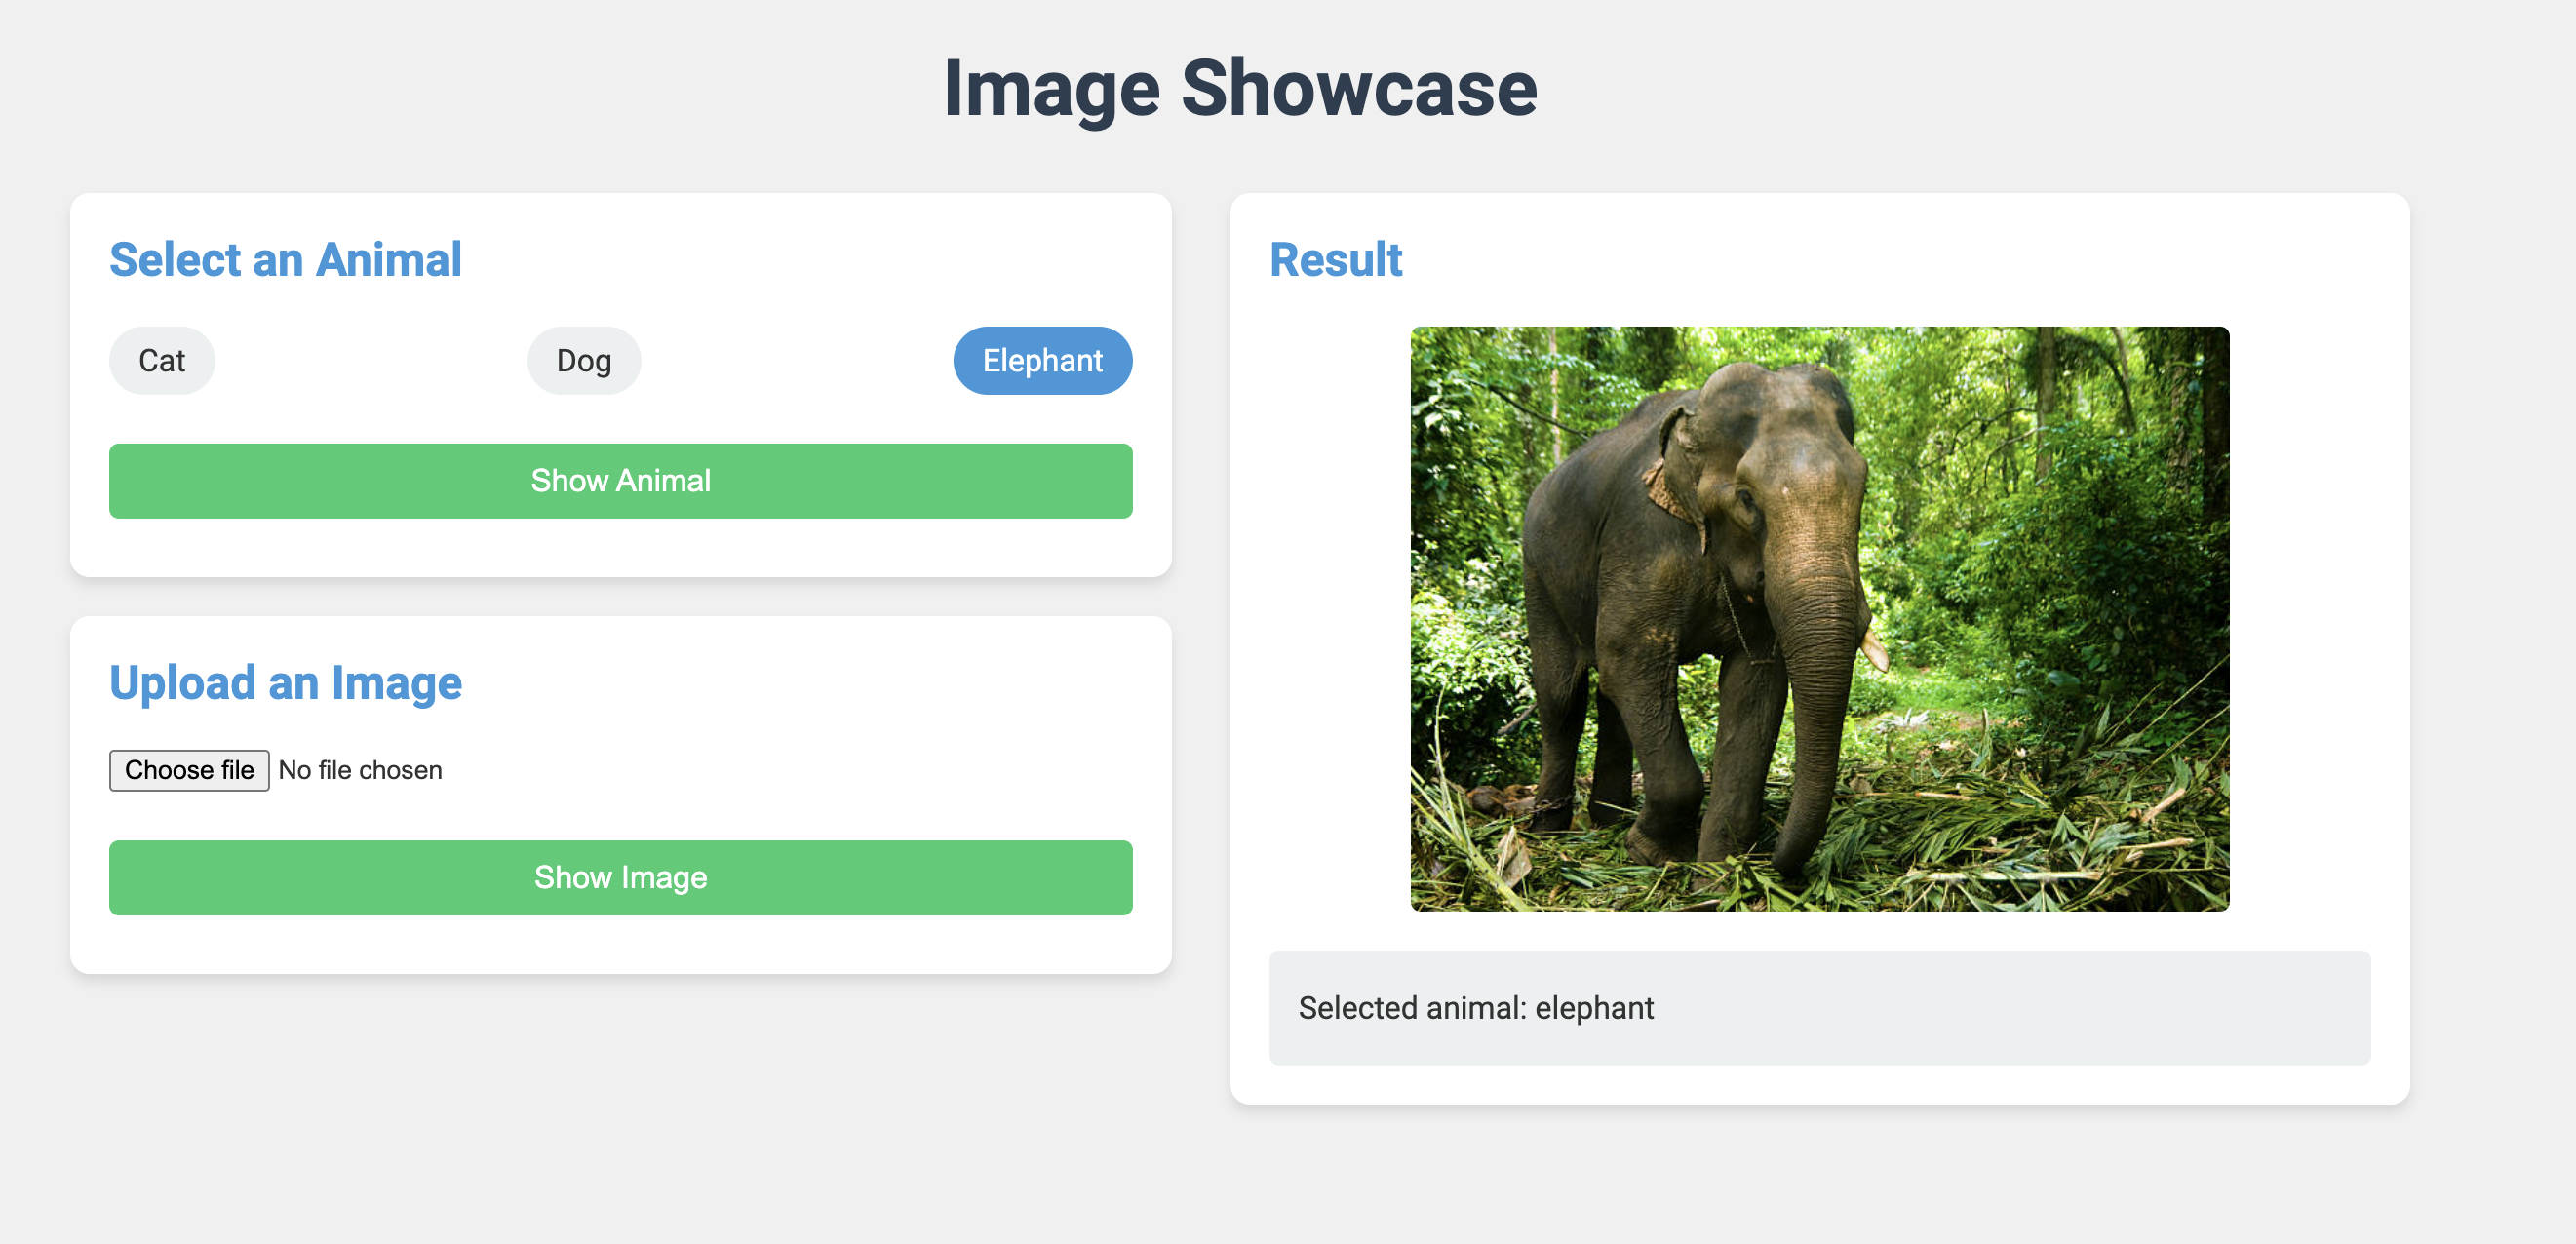 Image Showcase
Select an Animal
Cat
Dog
Elephant
Show Animal
Upload an Image
Choose file No file chosen
Show Image
Result
Selected animal: elephant